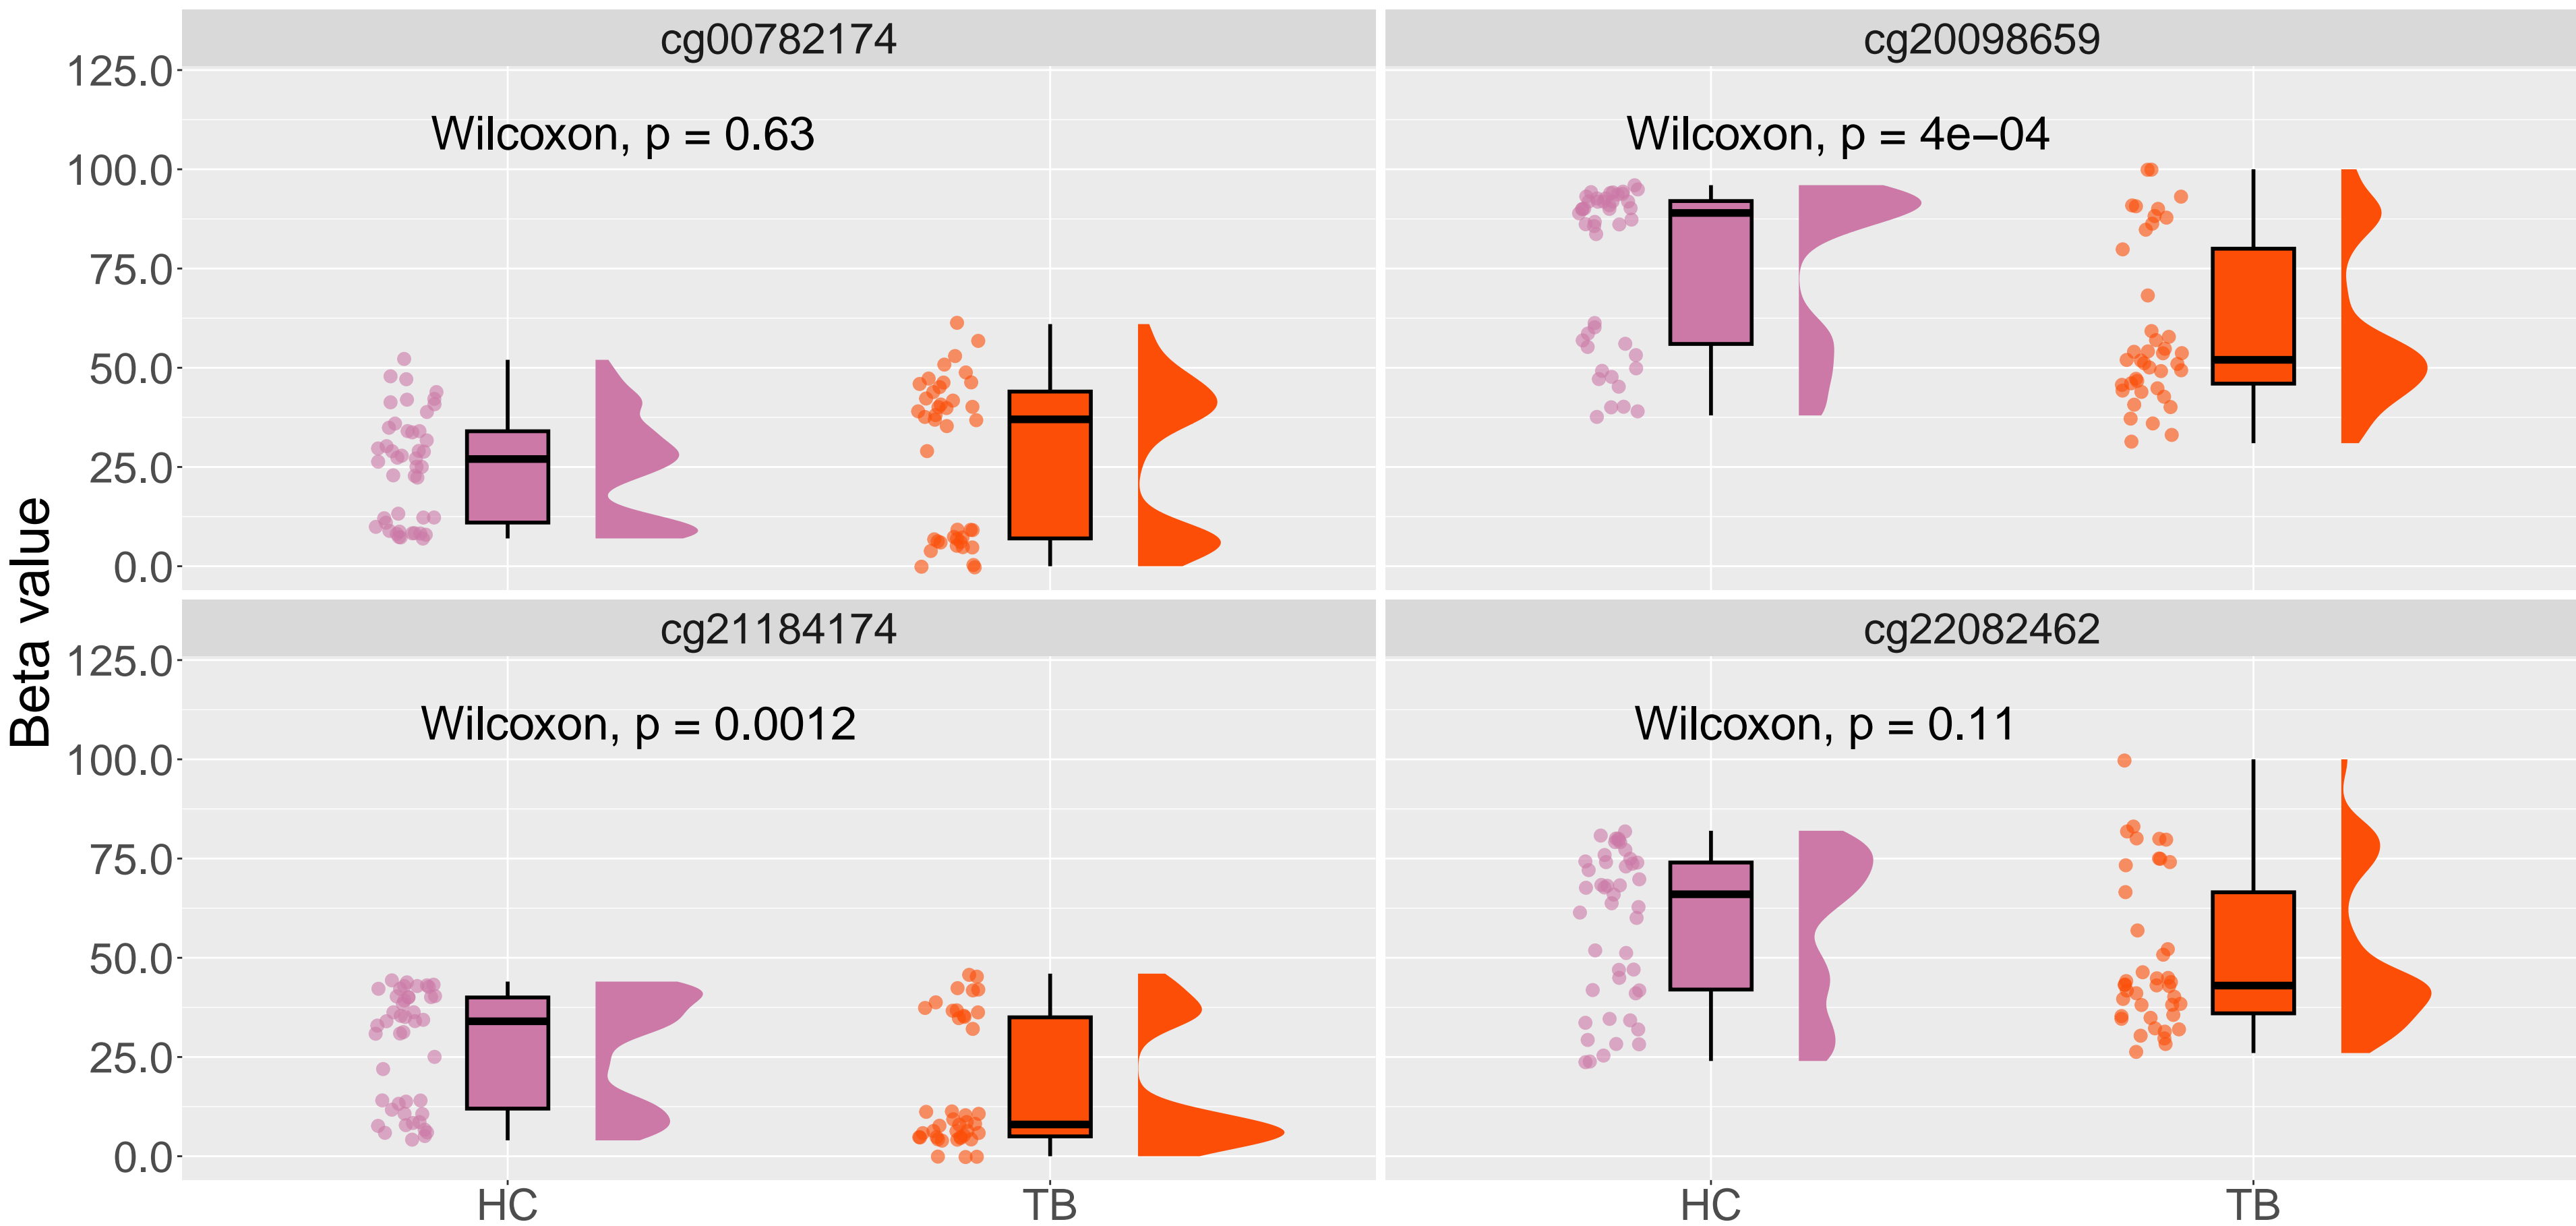 cg00782174
cg20098659
125.0
100.0
75.0
50.0
25.0
0.0
Wilcoxon, p = 0.63
Wilcoxon, p = 4e−04
Beta value
cg21184174
cg22082462
125.0
100.0
75.0
50.0
25.0
0.0
Wilcoxon, p = 0.0012
Wilcoxon, p = 0.11
HC
TB
HC
TB